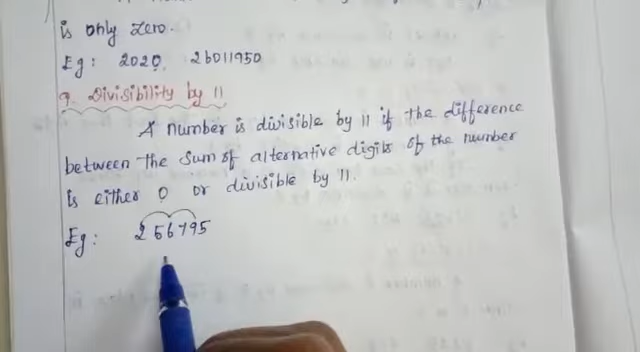 is only zero.
Eg: 2020, 26011950
9. Divisibility by 11
A number is divisible by 11 if the difference
between the sum of alternative digits of the number
is either 0 or divisible by 11.
Eg: 256795